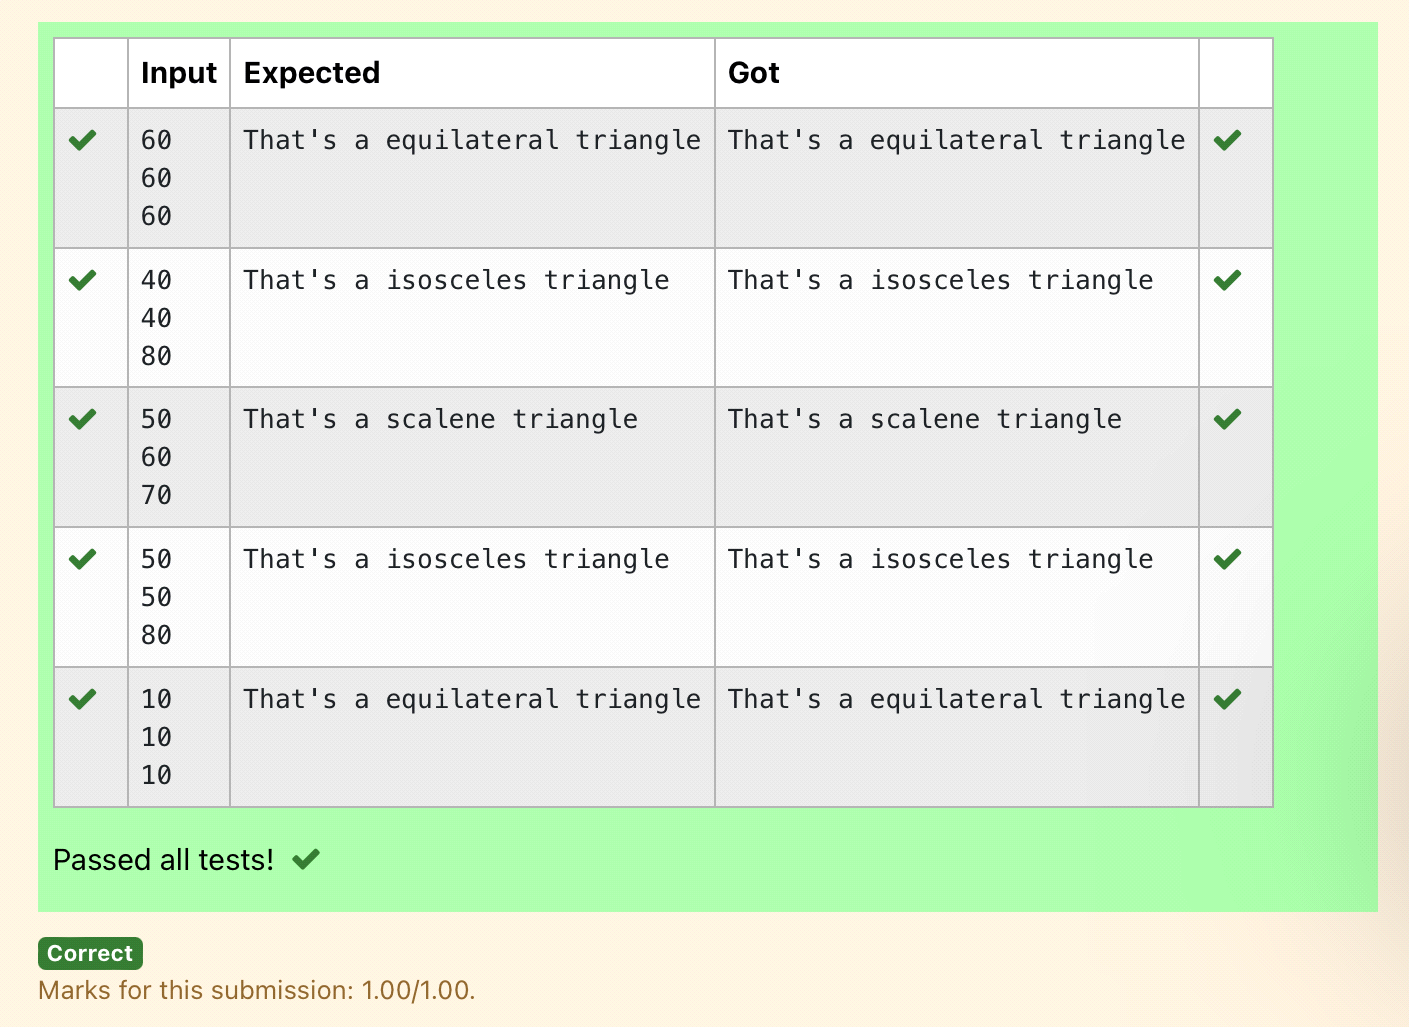 Input Expected Got
60 That's a equilateral triangle That's a equilateral triangle
60
60
40 That's a isosceles triangle That's a isosceles triangle
40
80
50 That's a scalene triangle That's a scalene triangle
60
70
50 That's a isosceles triangle That's a isosceles triangle
50
80
10 That's a equilateral triangle That's a equilateral triangle
10
10
Passed all tests!
Correct
Marks for this submission: 1.00/1.00.